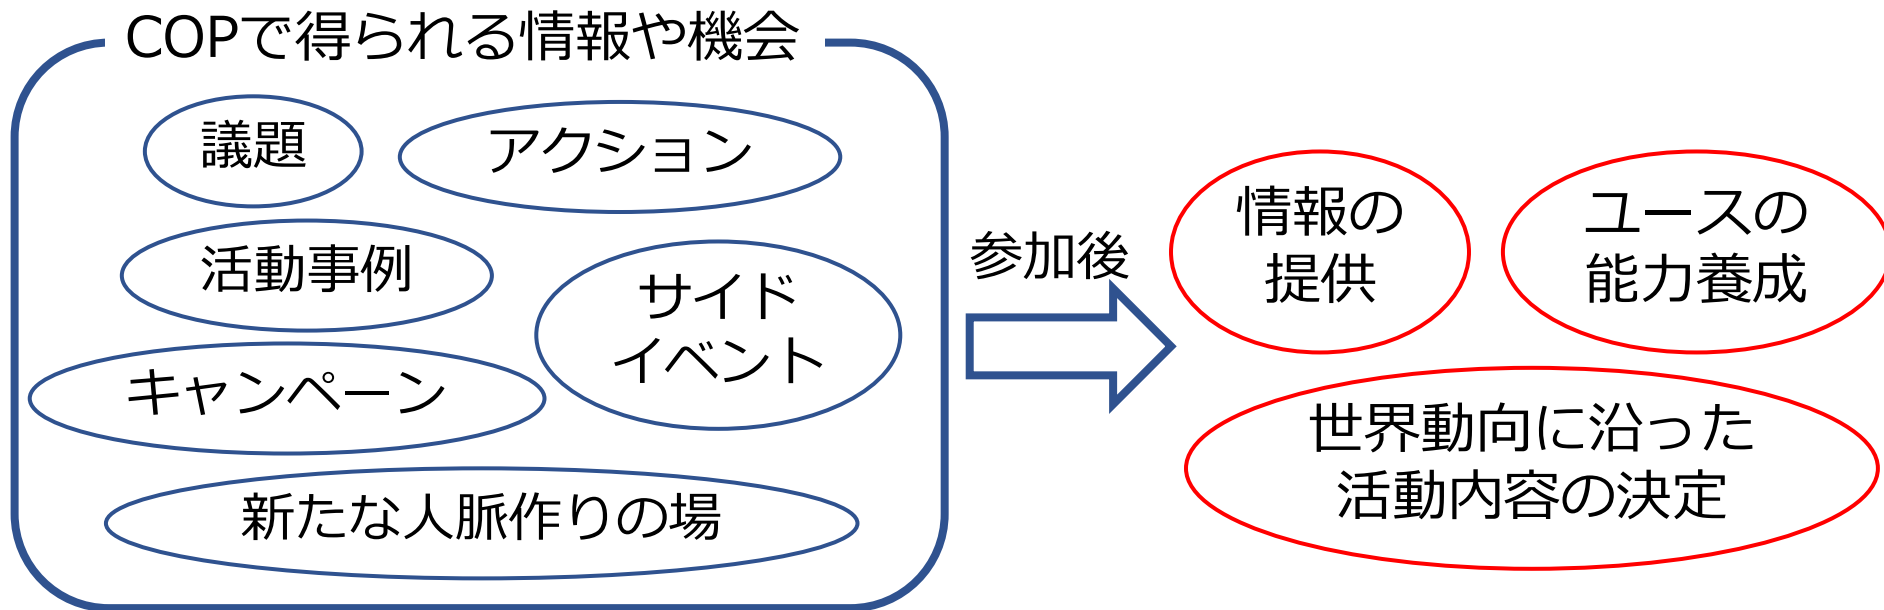 COPで得られる情報や機会
議題
アクション
活動事例
サイド
イベント
キャンペーン
新たな人脈作りの場
参加後
情報の
提供
ユースの
能力養成
世界動向に沿った
活動内容の決定